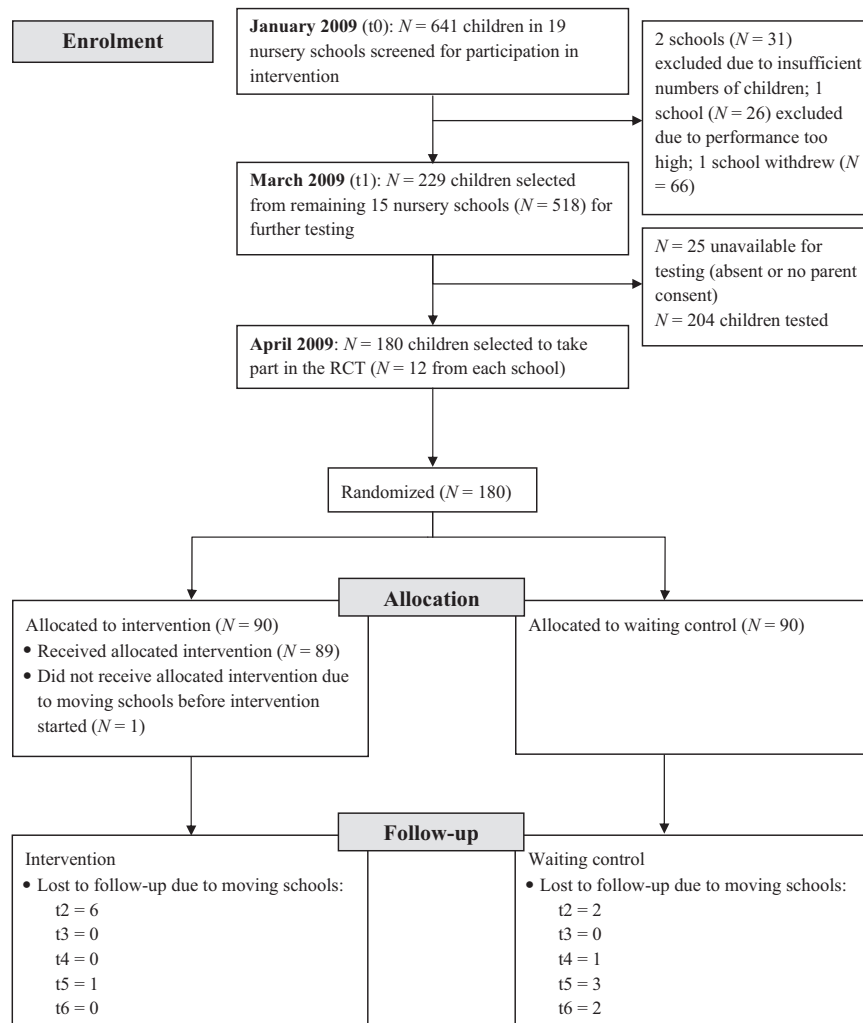 Enrolment
January 2009 (t0): N = 641 children in 19
nursery schools screened for participation in
intervention
2 schools (N = 31)
excluded due to insufficient
numbers of children; 1
school (N = 26) excluded
due to performance too
high; 1 school withdrew (N
= 66)
March 2009 (t1): N = 229 children selected
from remaining 15 nursery schools (N = 518) for
further testing
N = 25 unavailable for
testing (absent or no parent
consent)
N = 204 children tested
April 2009: N = 180 children selected to take
part in the RCT (N = 12 from each school)
Randomized (N = 180)
Allocation
Allocated to intervention (N = 90)
• Received allocated intervention (N = 89)
• Did not receive allocated intervention due
to moving schools before intervention
started (N = 1)
Allocated to waiting control (N = 90)
Follow-up
Intervention
• Lost to follow-up due to moving schools:
t2 = 6
t3 = 0
t4 = 0
t5 = 1
t6 = 0
Waiting control
• Lost to follow-up due to moving schools:
t2 = 2
t3 = 0
t4 = 1
t5 = 3
t6 = 2